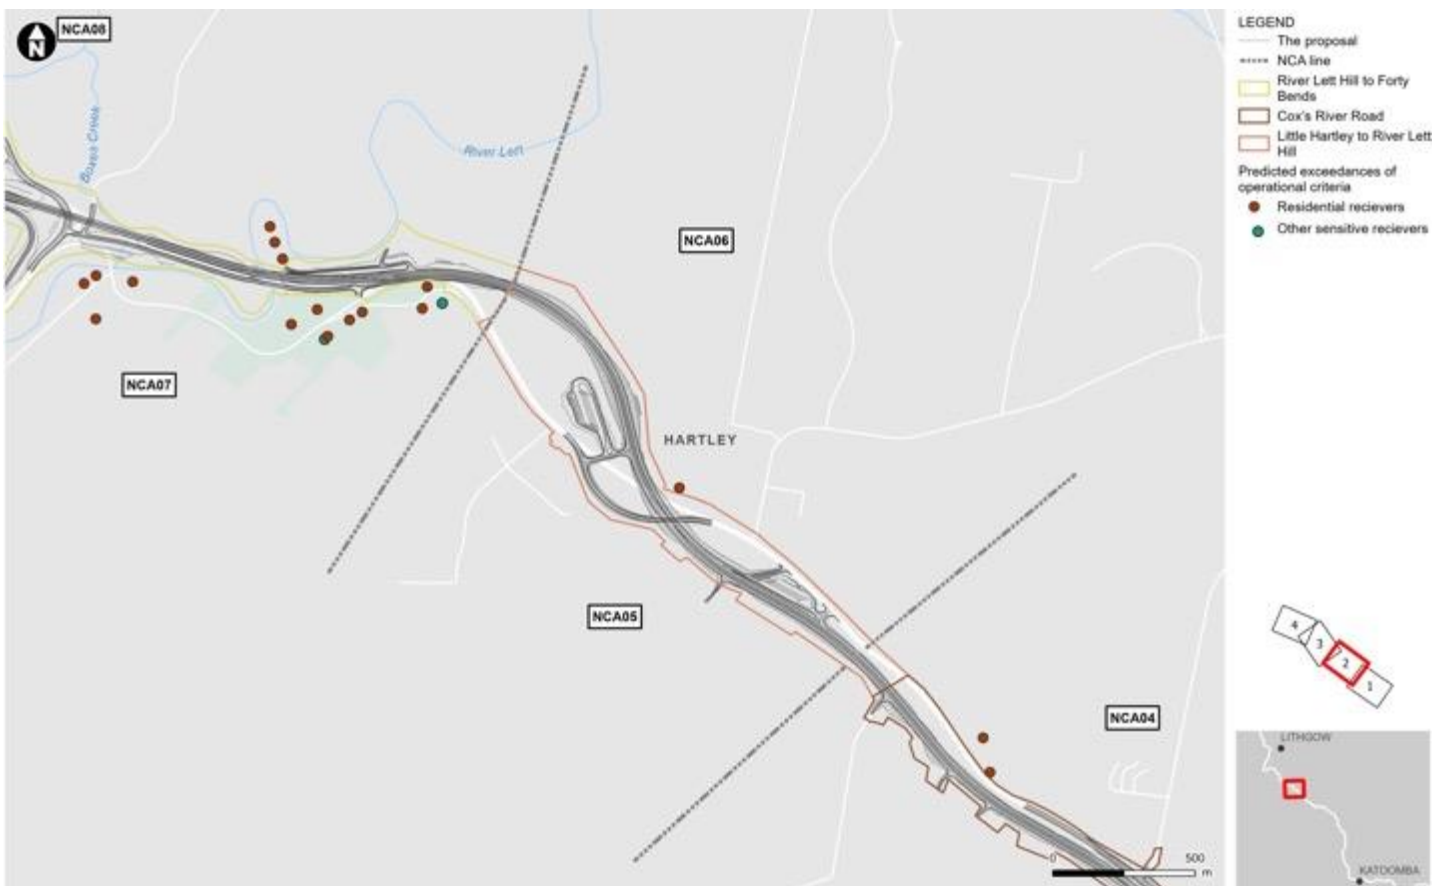 N
NCA08
Boxes Creek
River Lett
NCA06
NCA07
HARTLEY
NCA05
NCA04
0 500
m
LEGEND
The proposal
NCA line
River Lett Hill to Forty
Bends
Cox's River Road
Little Hartley to River Lett
Hill
Predicted exceedances of
operational criteria
Residential recievers
Other sensitive recievers
4
3
2
1
LITHGOW
KATOOMBA